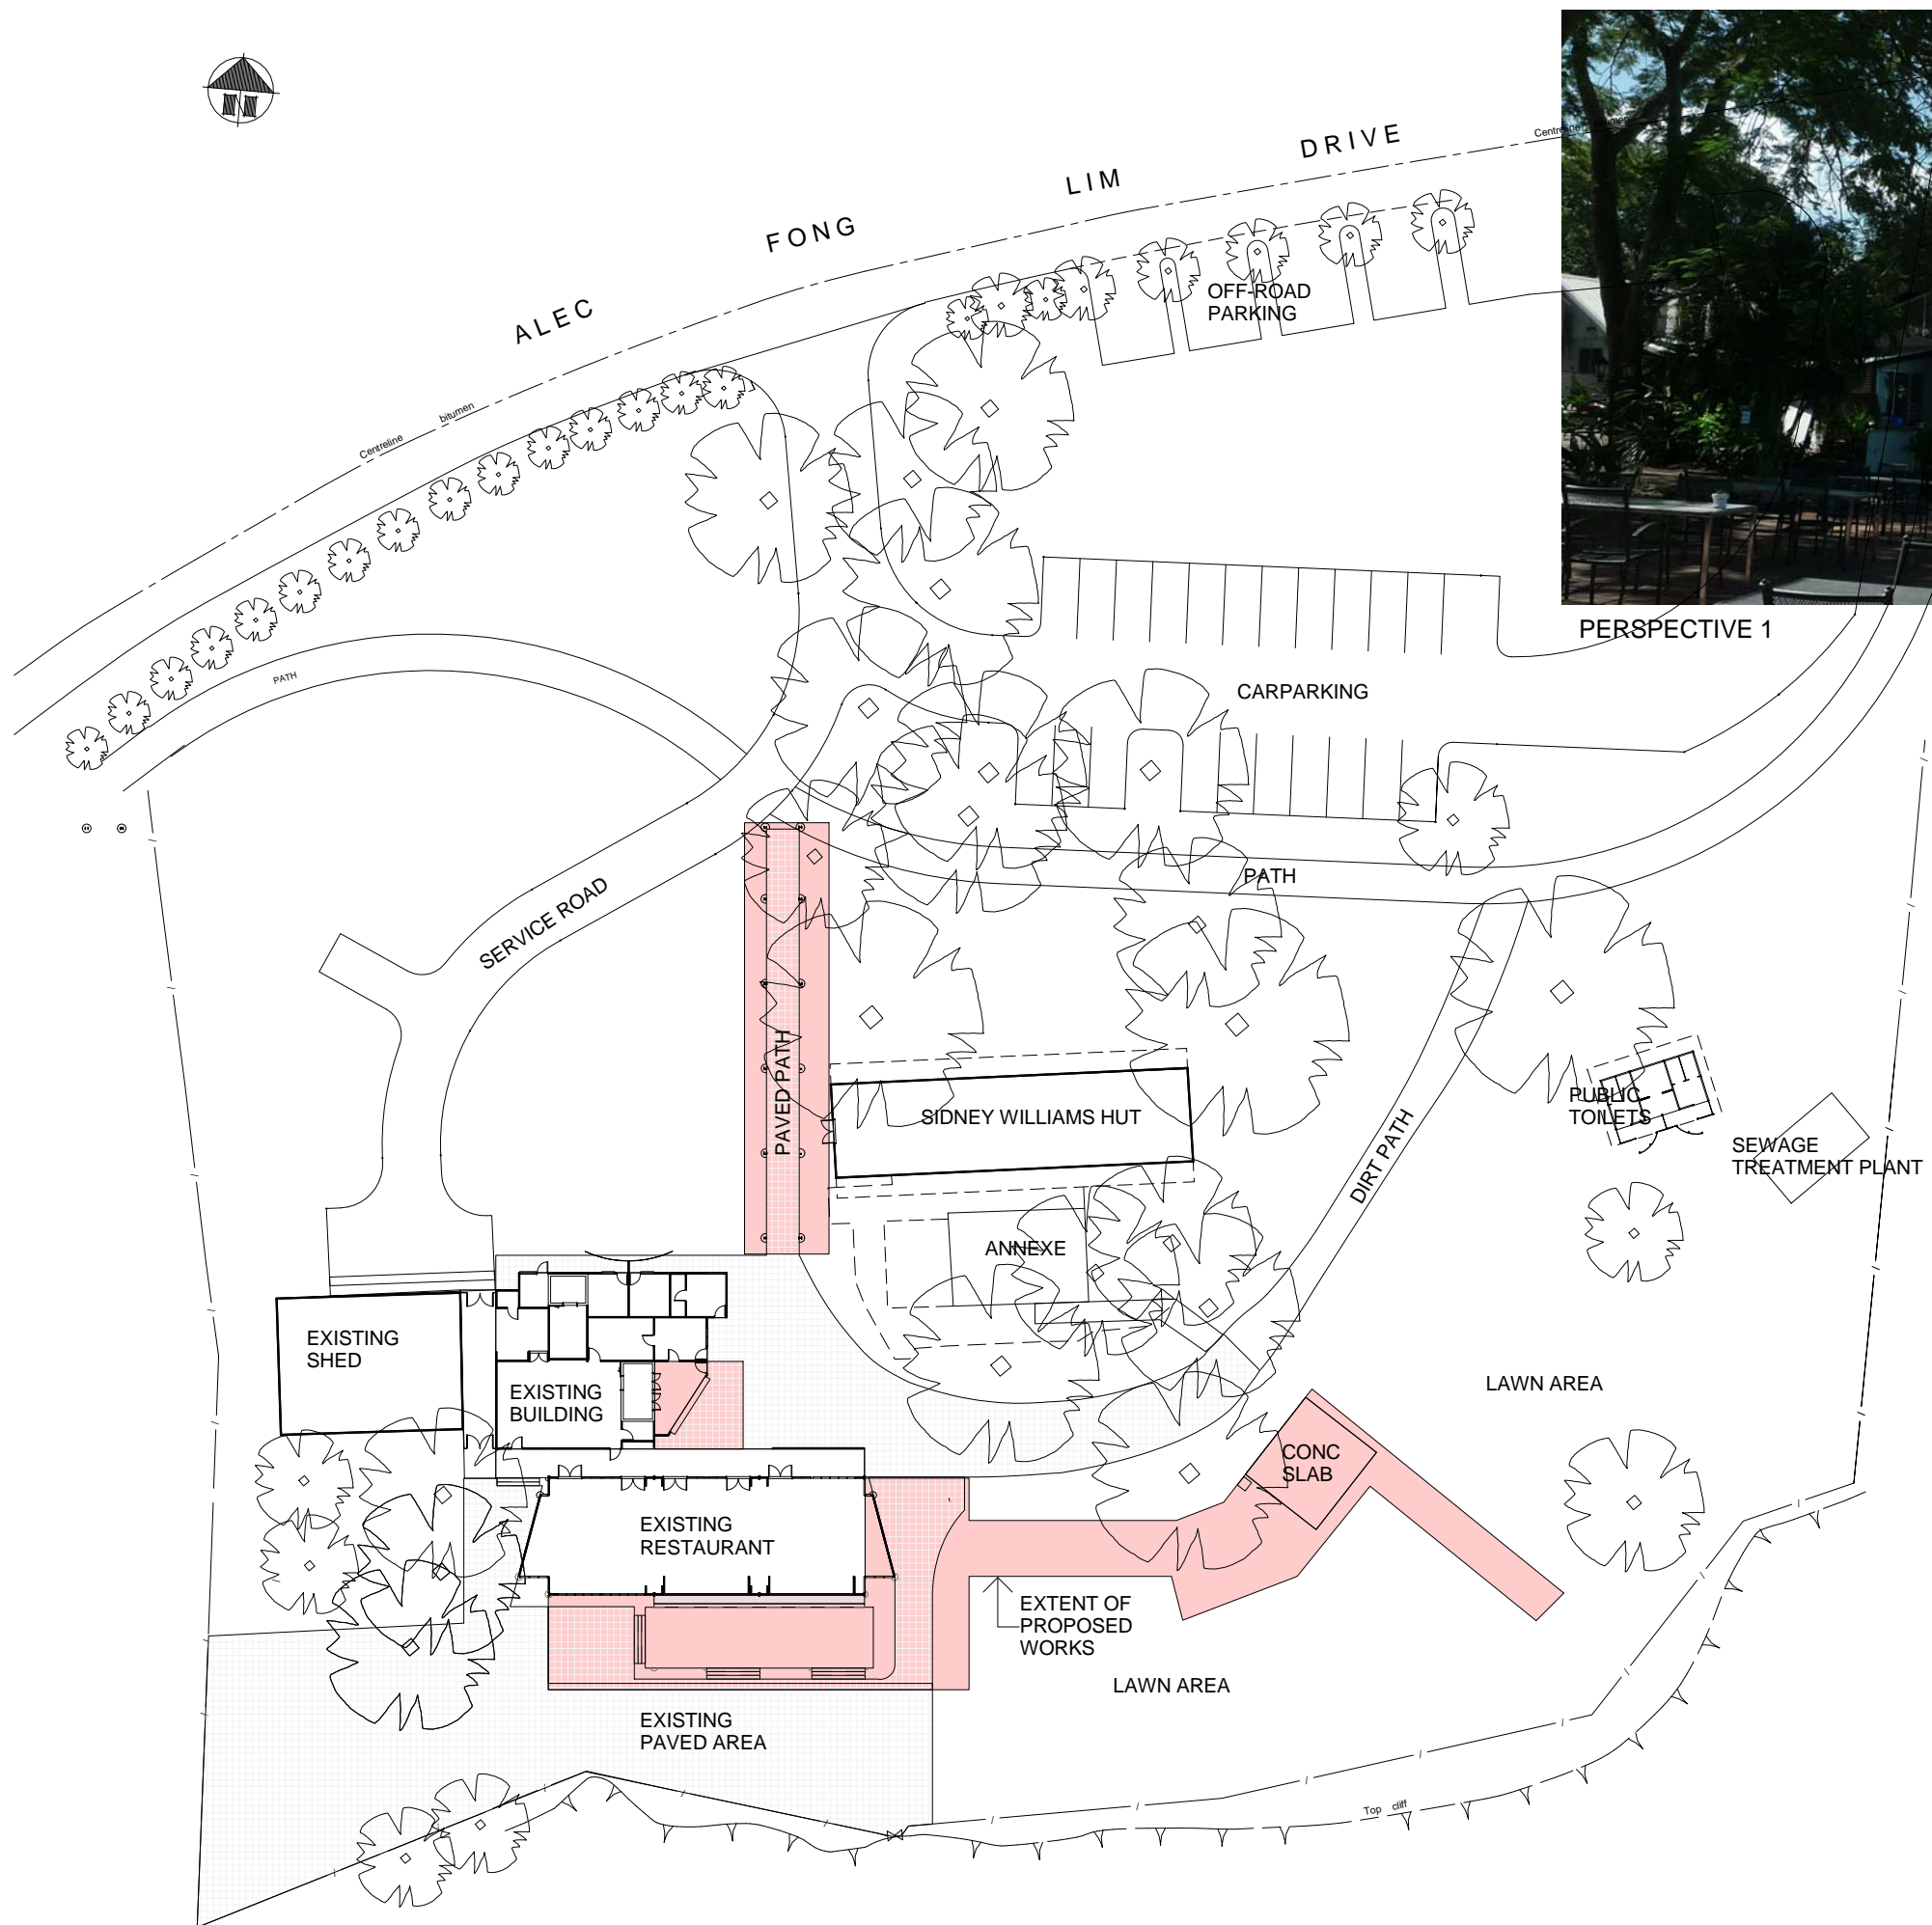 ALEC FONG LIM DRIVE
Centreline bitumen
Centreline bitumen
OFF-ROAD
PARKING
PERSPECTIVE 1
PATH
CARPARKING
PATH
SERVICE ROAD
PAVED PATH
SIDNEY WILLIAMS HUT
DIRT PATH
PUBLIC
TOILETS
SEWAGE
TREATMENT PLANT
ANNEXE
EXISTING
SHED
EXISTING
BUILDING
LAWN AREA
CONC
SLAB
EXISTING
RESTAURANT
EXTENT OF
PROPOSED
WORKS
LAWN AREA
EXISTING
PAVED AREA
Top cliff